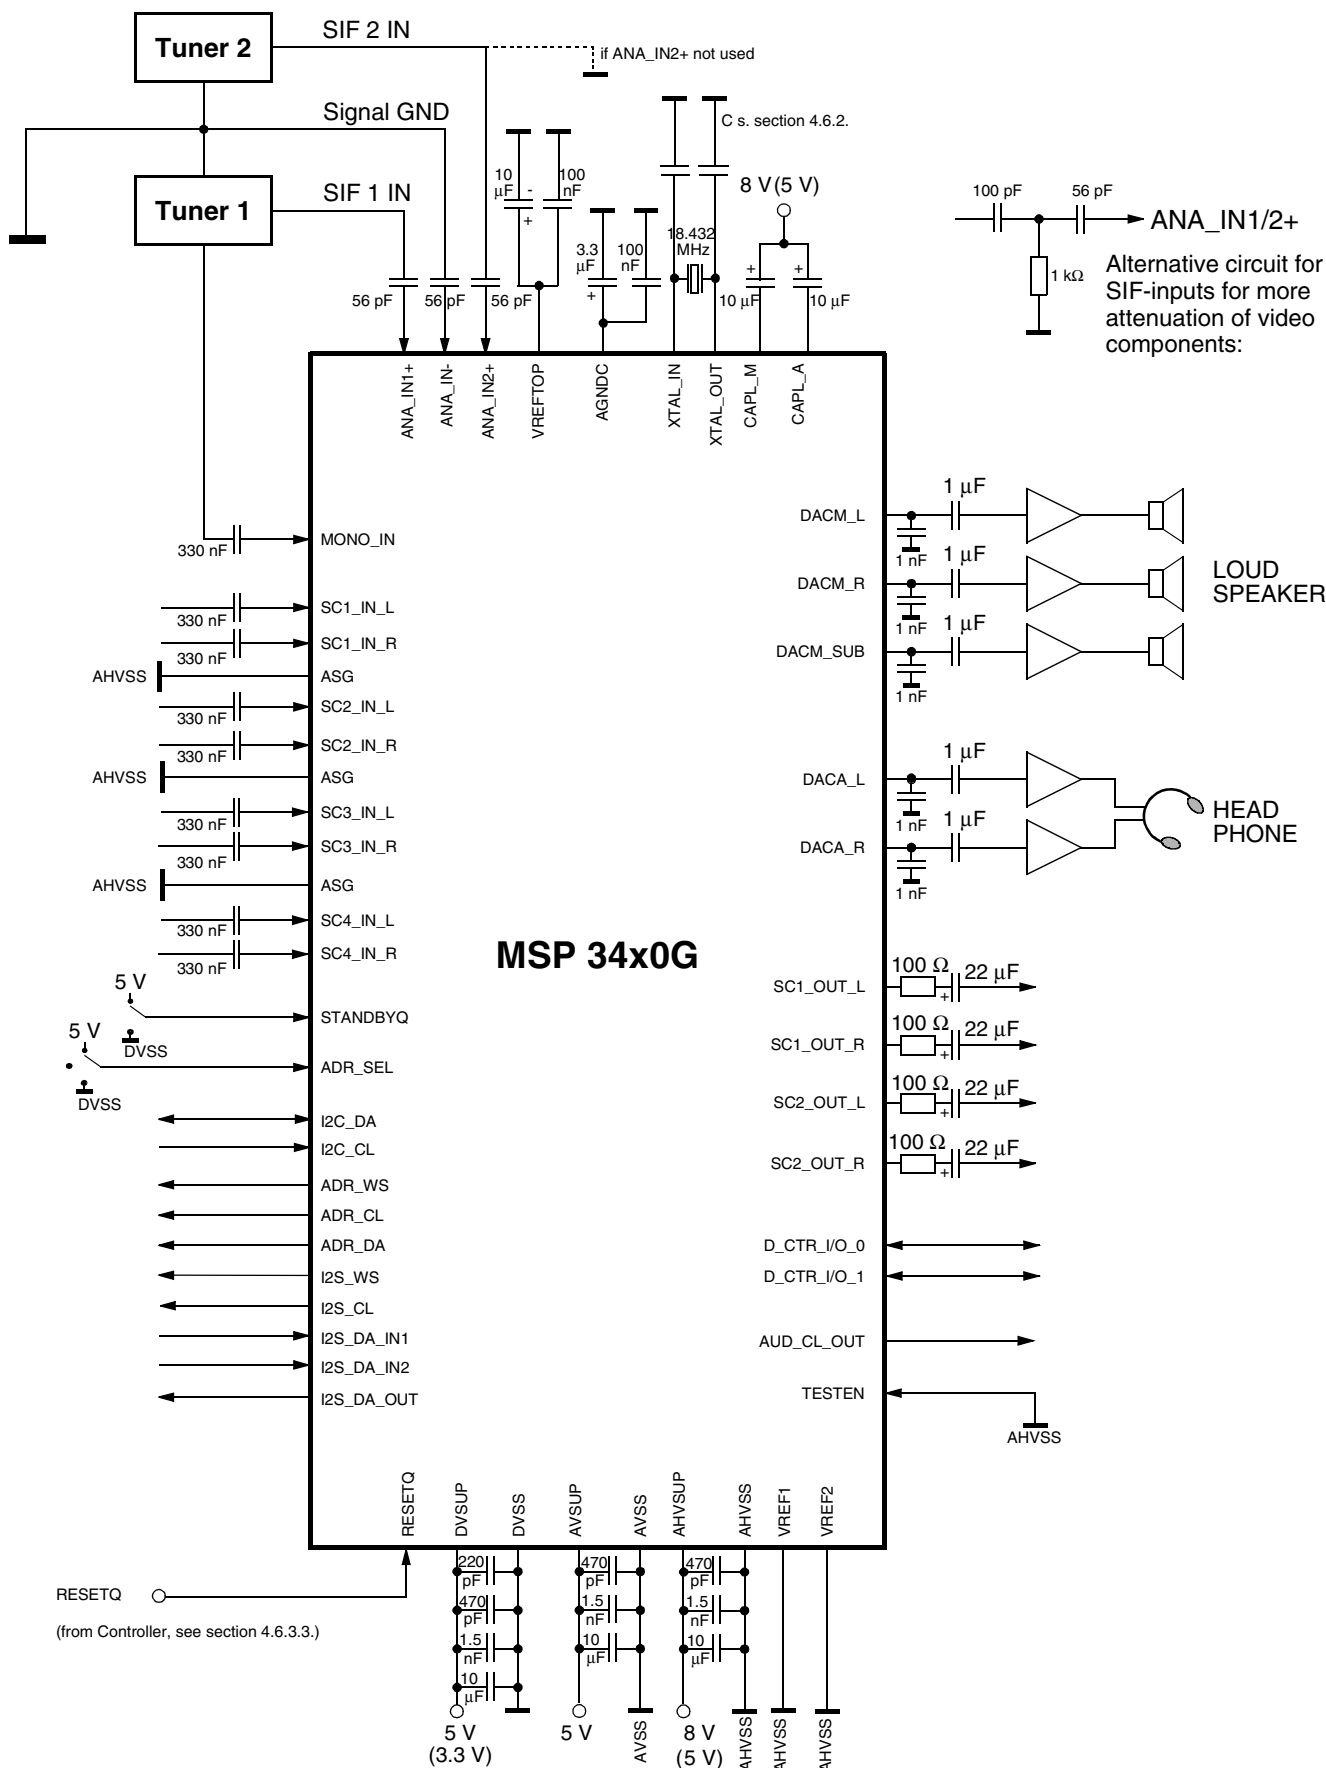 Tuner 2
SIF 2 IN
if ANA_IN2+ not used
Signal GND
C s. section 4.6.2.
Tuner 1
SIF 1 IN
10
μF
-
+
100
nF
8 V(5 V)
3.3
μF
+
100
nF
18.432
MHz
+
+
56 pF
56 pF
56 pF
10 μF
10 μF
100 pF
56 pF
ANA_IN1/2+
1 kΩ
Alternative circuit for
SIF-inputs for more
attenuation of video
components:
ANA_IN1+
ANA_IN-
ANA_IN2+
VREFTOP
AGNDC
XTAL_IN
XTAL_OUT
CAPL_M
CAPL_A
330 nF
MONO_IN
330 nF
SC1_IN_L
330 nF
SC1_IN_R
AHVSS
ASG
330 nF
SC2_IN_L
330 nF
SC2_IN_R
AHVSS
ASG
330 nF
SC3_IN_L
330 nF
SC3_IN_R
AHVSS
ASG
330 nF
SC4_IN_L
330 nF
SC4_IN_R
5 V
DVSS
STANDBYQ
5 V
DVSS
ADR_SEL
I2C_DA
I2C_CL
ADR_WS
ADR_CL
ADR_DA
I2S_WS
I2S_CL
I2S_DA_IN1
I2S_DA_IN2
I2S_DA_OUT
MSP 34x0G
DACM_L
1 nF
1 μF
DACM_R
1 nF
1 μF
DACM_SUB
1 nF
1 μF
LOUD
SPEAKER
DACA_L
1 nF
1 μF
DACA_R
1 nF
1 μF
HEAD
PHONE
SC1_OUT_L
100 Ω
+
22 μF
SC1_OUT_R
100 Ω
+
22 μF
SC2_OUT_L
100 Ω
+
22 μF
SC2_OUT_R
100 Ω
+
22 μF
D_CTR_I/O_0
D_CTR_I/O_1
AUD_CL_OUT
TESTEN
AHVSS
RESETQ
DVSUP
DVSS
AVSUP
AVSS
AHVSUP
AHVSS
VREF1
VREF2
RESETQ
(from Controller, see section 4.6.3.3.)
220
pF
470
pF
1.5
nF
10
μF
5 V
(3.3 V)
470
pF
1.5
nF
10
μF
5 V
AVSS
470
pF
1.5
nF
10
μF
8 V
(5 V)
AHVSS
AHVSS
AHVSS